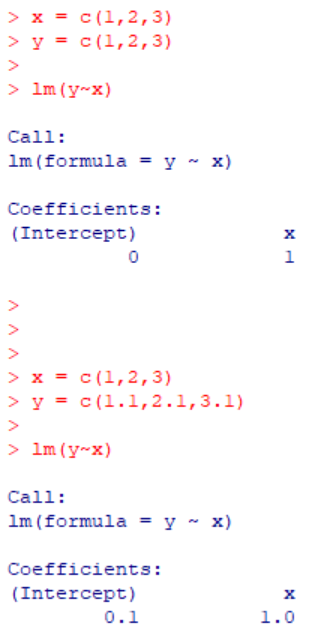 > x = c(1,2,3)
> y = c(1,2,3)
>
> lm(y~x)
Call:
lm(formula = y ~ x)
Coefficients:
(Intercept)            x
          0            1
>
>
>
> x = c(1,2,3)
> y = c(1.1,2.1,3.1)
>
> lm(y~x)
Call:
lm(formula = y ~ x)
Coefficients:
(Intercept)            x
        0.1          1.0